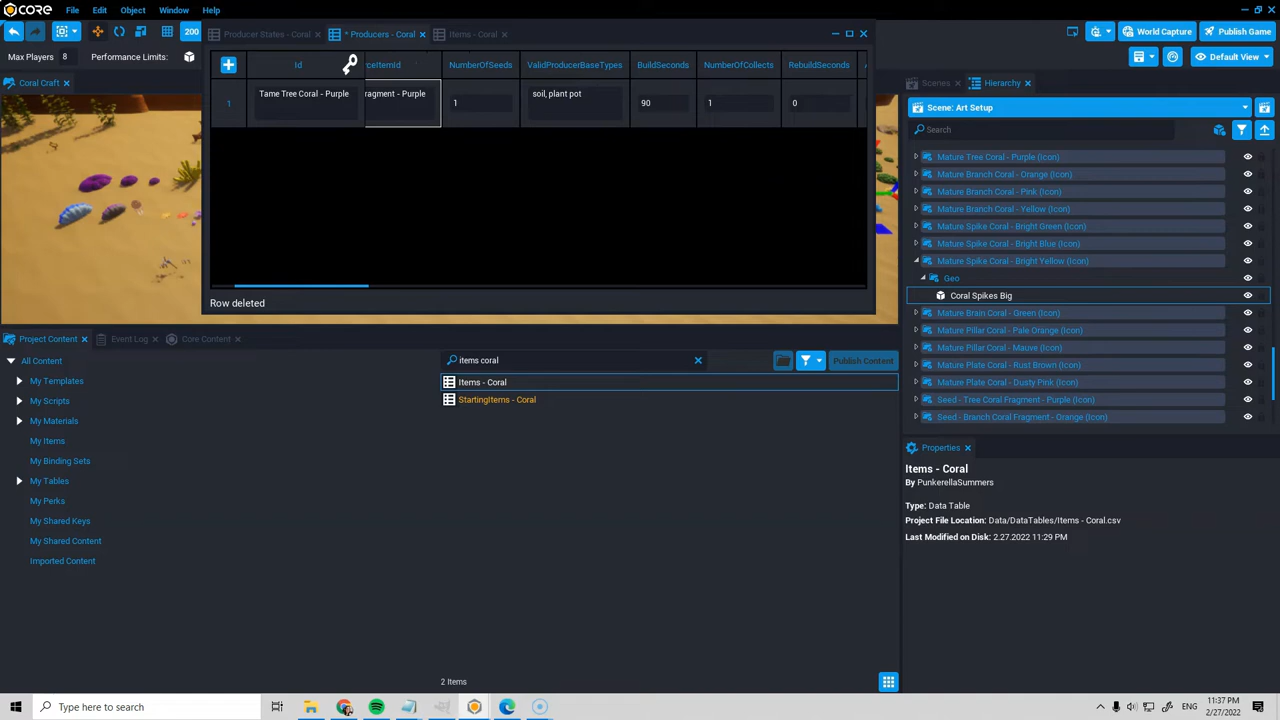 CORE
File Edit Object Window Help
World Capture Publish Game
200
Max Players 8 Performance Limits:
Default View
Producer States - Coral
* Producers - Coral
Items - Coral
Coral Craft
Id ceItemId NumberOfSeeds ValidProducerBaseTypes BuildSeconds NumberOfCollects RebuildSeconds
1 Tame Tree Coral - Purple ragment - Purple 1 soil, plant pot 90 1 0
Row deleted
Scenes Hierarchy
Scene: Art Setup
Search
Mature Tree Coral - Purple (Icon)
Mature Branch Coral - Orange (Icon)
Mature Branch Coral - Pink (Icon)
Mature Branch Coral - Yellow (Icon)
Mature Spike Coral - Bright Green (Icon)
Mature Spike Coral - Bright Blue (Icon)
Mature Spike Coral - Bright Yellow (Icon)
Geo
Coral Spikes Big
Mature Brain Coral - Green (Icon)
Mature Pillar Coral - Pale Orange (Icon)
Mature Pillar Coral - Mauve (Icon)
Mature Plate Coral - Rust Brown (Icon)
Mature Plate Coral - Dusty Pink (Icon)
Seed - Tree Coral Fragment - Purple (Icon)
Seed - Branch Coral Fragment - Orange (Icon)
Project Content Event Log Core Content
All Content
My Templates
My Scripts
My Materials
My Items
My Binding Sets
My Tables
My Perks
My Shared Keys
My Shared Content
Imported Content
items coral
Publish Content
Items - Coral
StartingItems - Coral
2 Items
Properties
Items - Coral
By PunkerellaSummers
Type: Data Table
Project File Location: Data/DataTables/Items - Coral.csv
Last Modified on Disk: 2.27.2022 11:29 PM
Type here to search
ENG
11:37 PM
2/27/2022